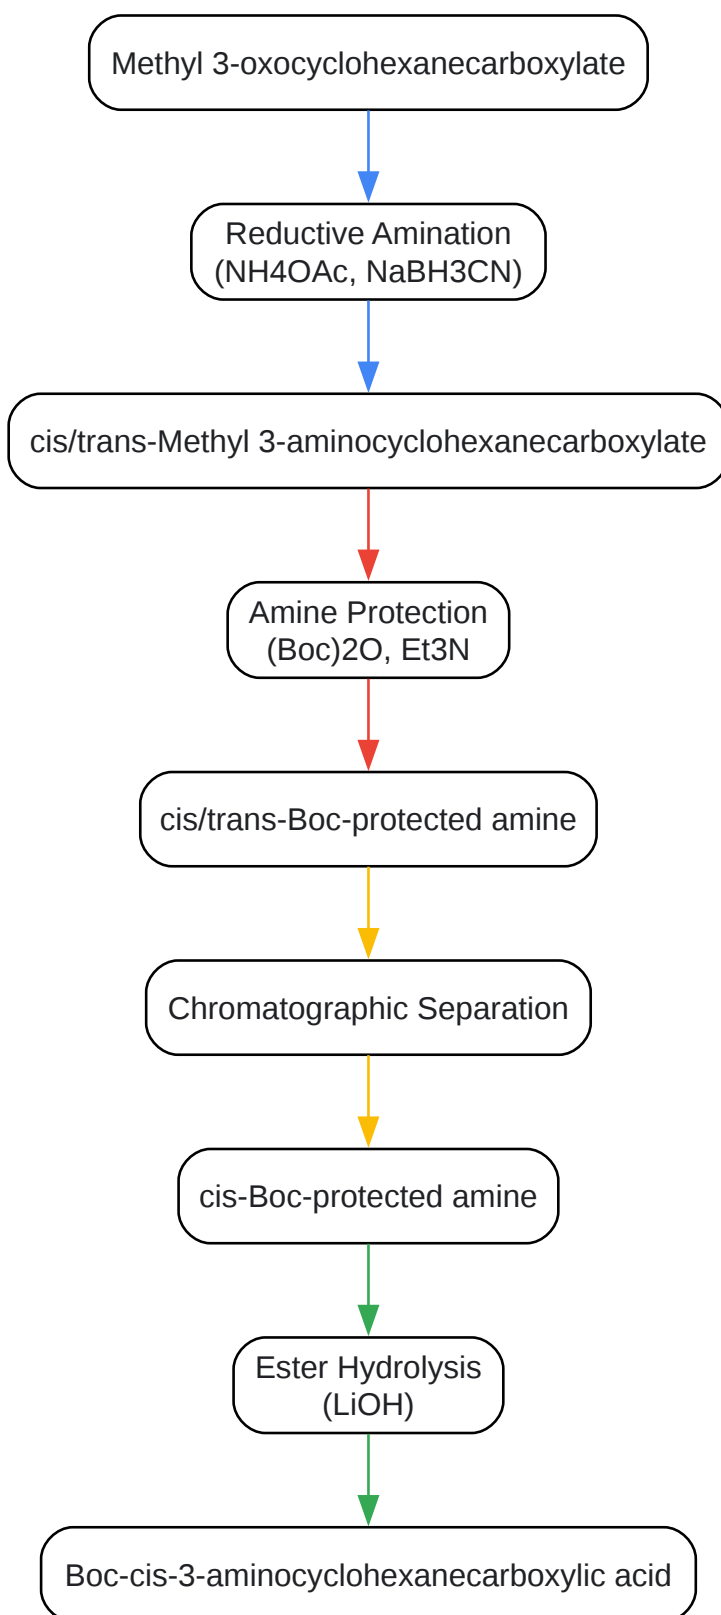 Methyl 3-oxocyclohexanecarboxylate
Reductive Amination
(NH4OAc, NaBH3CN)
cis/trans-Methyl 3-aminocyclohexanecarboxylate
Amine Protection
(Boc)2O, Et3N
cis/trans-Boc-protected amine
Chromatographic Separation
cis-Boc-protected amine
Ester Hydrolysis
(LiOH)
Boc-cis-3-aminocyclohexanecarboxylic acid